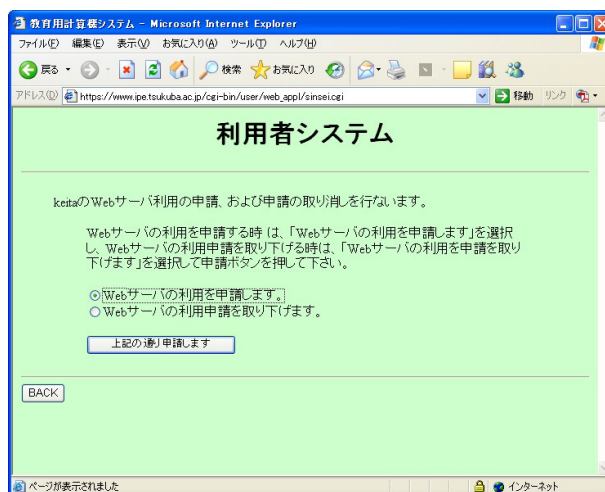 教育用計算機システム - Microsoft Internet Explorer
ファイル(F) 編集(E) 表示(V) お気に入り(A) ツール(T) ヘルプ(H)
戻る 検索 お気に入り
アドレス(D) https://www.ipe.tsukuba.ac.jp/cgi-bin/user/web_appl/sinsei.cgi 移動 リンク
利用者システム
keitaのWebサーバ利用の申請、および申請の取り消しを行ないます。
Webサーバの利用を申請する時 は、「Webサーバの利用を申請します」を選択
し、Webサーバの利用申請を取り下げる時は、「Webサーバの利用申請を取り
下げます」を選択して申請ボタンを押して下さい。
Webサーバの利用を申請します。
Webサーバの利用申請を取り下げます。
上記の通り申請します
BACK
ページが表示されました インターネット